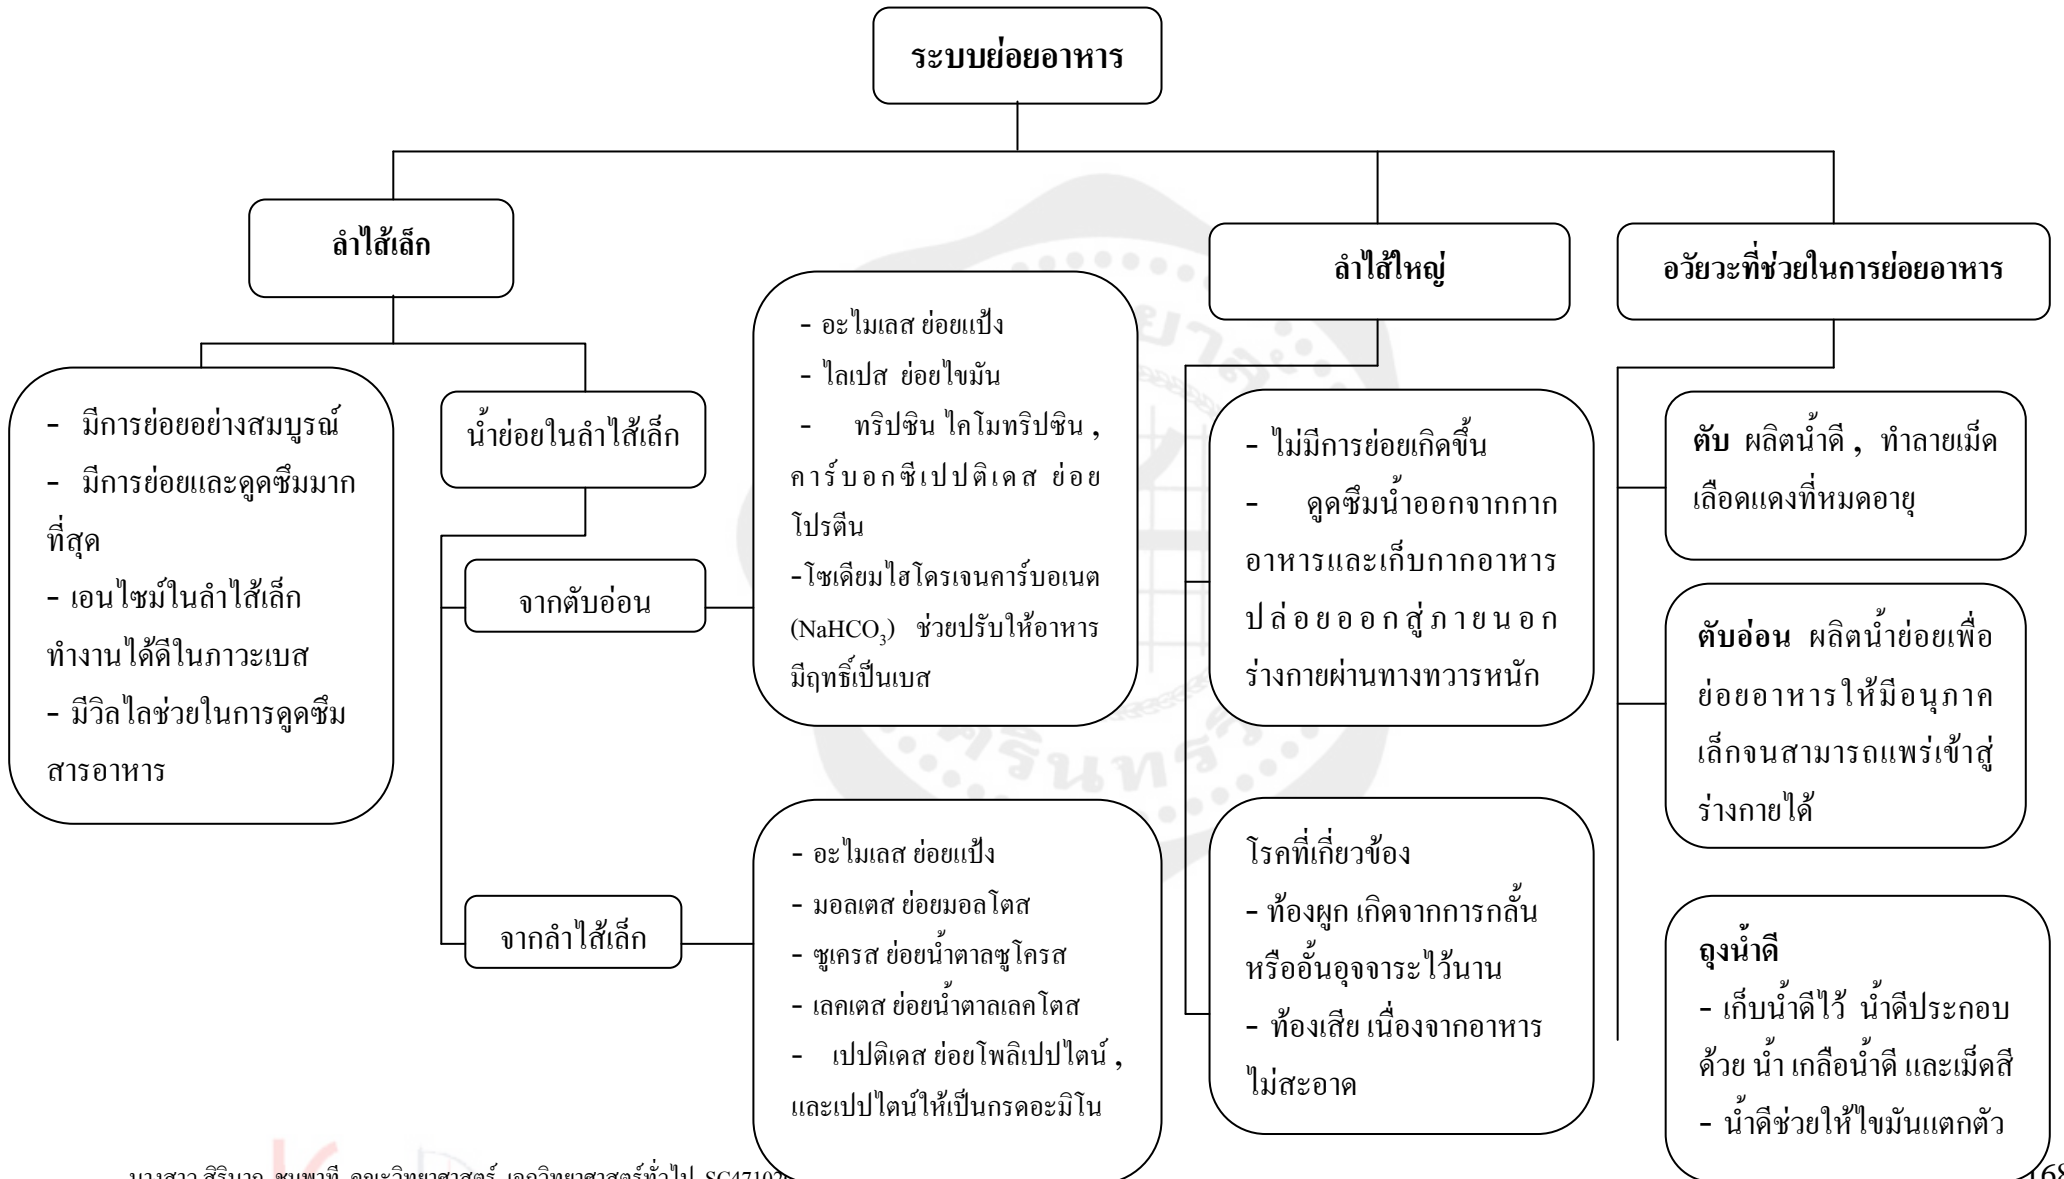 ระบบย่อยอาหาร
ลำไส้เล็ก
- มีการย่อยอย่างสมบูรณ์
- มีการย่อยและดูดซึมมาก
ที่สุด
- เอนไซม์ในลำไส้เล็ก
ทำงานได้ดีในภาวะเบส
- มีวิลไลช่วยในการดูดซึม
สารอาหาร
น้ำย่อยในลำไส้เล็ก
จากตับอ่อน
- อะไมเลส ย่อยแป้ง
- ไลเปส ย่อยไขมัน
- ทริปซิน ไคโมทริปซิน ,
คาร์บอกซีเปปติเดส ย่อย
โปรตีน
-โซเดียมไฮโดรเจนคาร์บอเนต
(NaHCO₃) ช่วยปรับให้อาหาร
มีฤทธิ์เป็นเบส
จากลำไส้เล็ก
- อะไมเลส ย่อยแป้ง
- มอลเตส ย่อยมอลโตส
- ซูเครส ย่อยน้ำตาลซูโครส
- เลคเตส ย่อยน้ำตาลเลคโตส
- เปปติเดส ย่อยโพลิเปปไตน์ ,
และเปปไตน์ให้เป็นกรดอะมิโน
ลำไส้ใหญ่
- ไม่มีการย่อยเกิดขึ้น
- ดูดซึมน้ำออกจากกาก
อาหารและเก็บกากอาหาร
ปล่อยออกสู่ภายนอก
ร่างกายผ่านทางทวารหนัก
โรคที่เกี่ยวข้อง
- ท้องผูก เกิดจากการกลั้น
หรืออั้นอุจจาระไว้นาน
- ท้องเสีย เนื่องจากอาหาร
ไม่สะอาด
อวัยวะที่ช่วยในการย่อยอาหาร
ตับ ผลิตน้ำดี , ทำลายเม็ด
เลือดแดงที่หมดอายุ
ตับอ่อน ผลิตน้ำย่อยเพื่อ
ย่อยอาหารให้มีอนุภาค
เล็กจนสามารถแพร่เข้าสู่
ร่างกายได้
ถุงน้ำดี
- เก็บน้ำดีไว้ น้ำดีประกอบ
ด้วย น้ำ เกลือน้ำดี และเม็ดสี
- น้ำดีช่วยให้ไขมันแตกตัว
คณะวิทยาศาสตร์ เอกวิทยาศาสตร์ทั่วไป
168